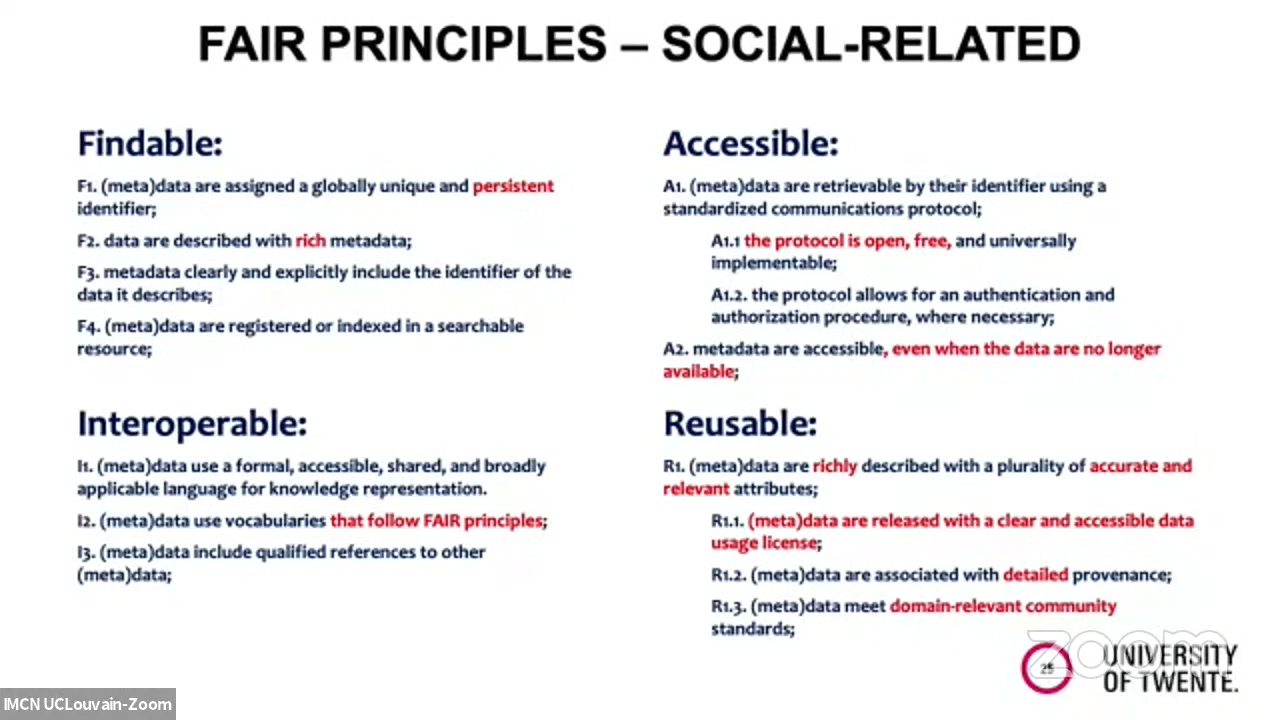 FAIR PRINCIPLES – SOCIAL-RELATED
Findable:
F1. (meta)data are assigned a globally unique and persistent
identifier;
F2. data are described with rich metadata;
F3. metadata clearly and explicitly include the identifier of the
data it describes;
F4. (meta)data are registered or indexed in a searchable
resource;
Accessible:
A1. (meta)data are retrievable by their identifier using a
standardized communications protocol;
A1.1 the protocol is open, free, and universally
implementable;
A1.2. the protocol allows for an authentication and
authorization procedure, where necessary;
A2. metadata are accessible, even when the data are no longer
available;
Interoperable:
I1. (meta)data use a formal, accessible, shared, and broadly
applicable language for knowledge representation.
I2. (meta)data use vocabularies that follow FAIR principles;
I3. (meta)data include qualified references to other
(meta)data;
Reusable:
R1. (meta)data are richly described with a plurality of accurate and
relevant attributes;
R1.1. (meta)data are released with a clear and accessible data
usage license;
R1.2. (meta)data are associated with detailed provenance;
R1.3. (meta)data meet domain-relevant community
standards;
zoom
25
UNIVERSITY
OF TWENTE.
IMCN UCLouvain-Zoom